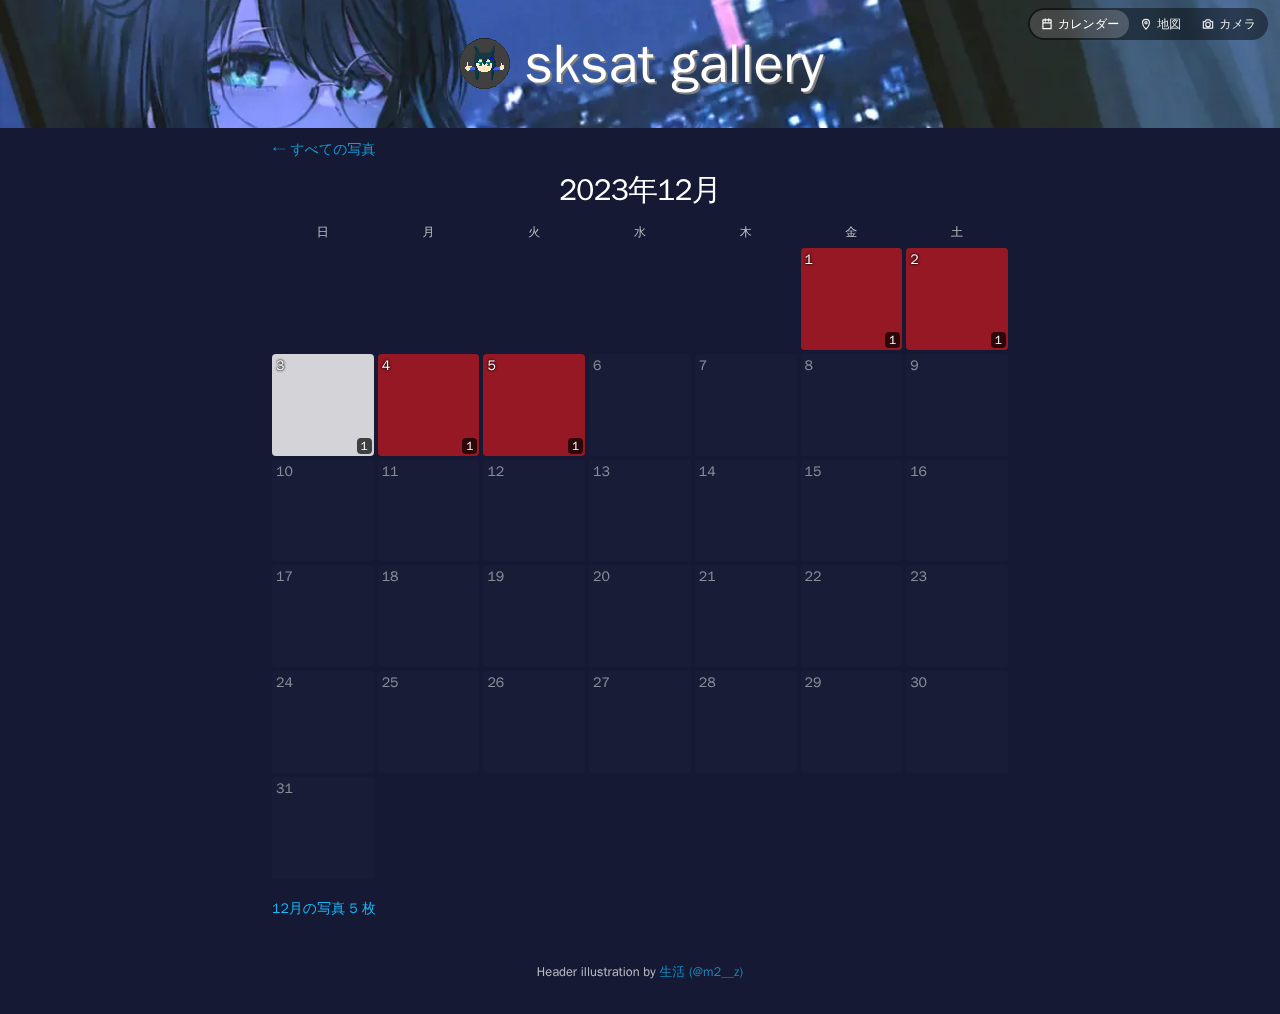 カレンダー 地図 カメラ
sksat gallery
← すべての写真
2023年12月
日 月 火 水 木 金 土
1 2
1 1
3 4 5 6 7 8 9
1 1 1
10 11 12 13 14 15 16
17 18 19 20 21 22 23
24 25 26 27 28 29 30
31
12月の写真 5 枚
Header illustration by 生活 (@m2__z)